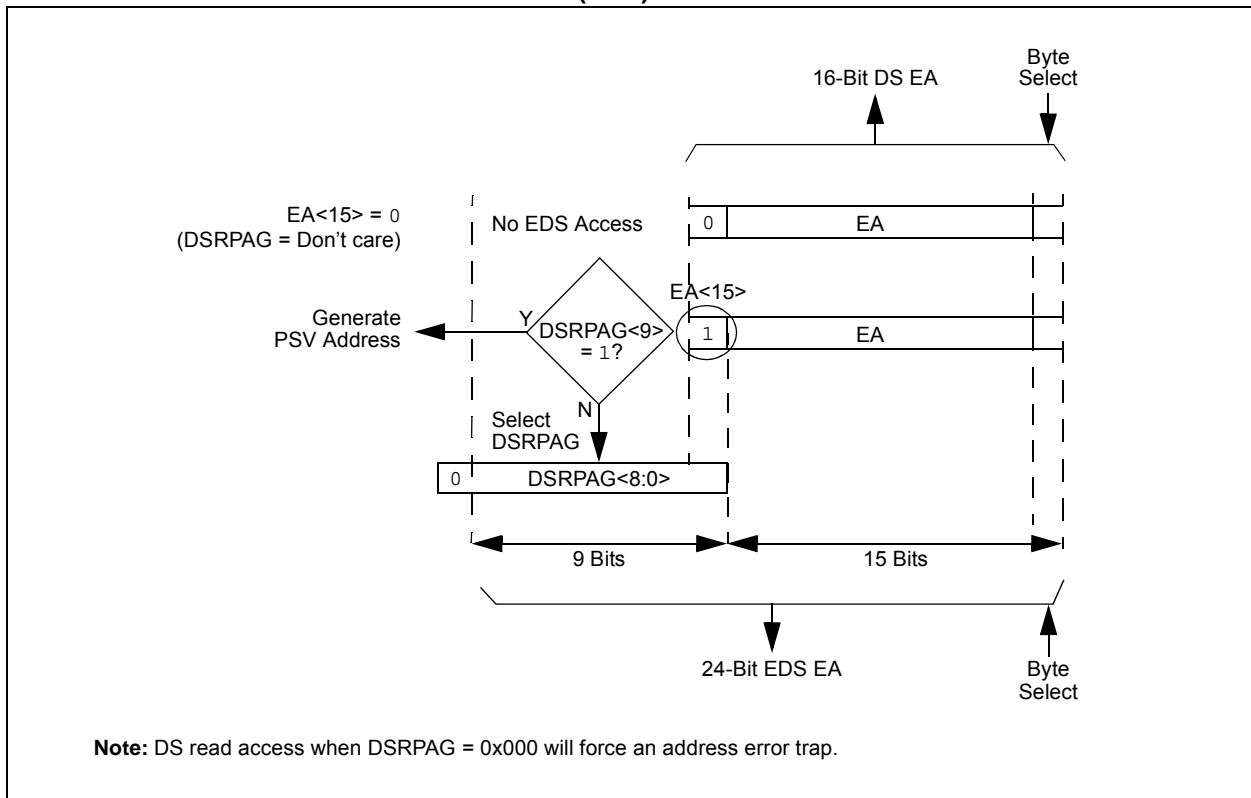 16-Bit DS EA
Byte
Select
EA<15> = 0
(DSRPAG = Don't care)
No EDS Access
0
EA
EA<15>
Generate
PSV Address
Y
DSRPAG<9>
= 1?
1
EA
N
Select
DSRPAG
0
DSRPAG<8:0>
9 Bits
15 Bits
24-Bit EDS EA
Byte
Select
Note: DS read access when DSRPAG = 0x000 will force an address error trap.